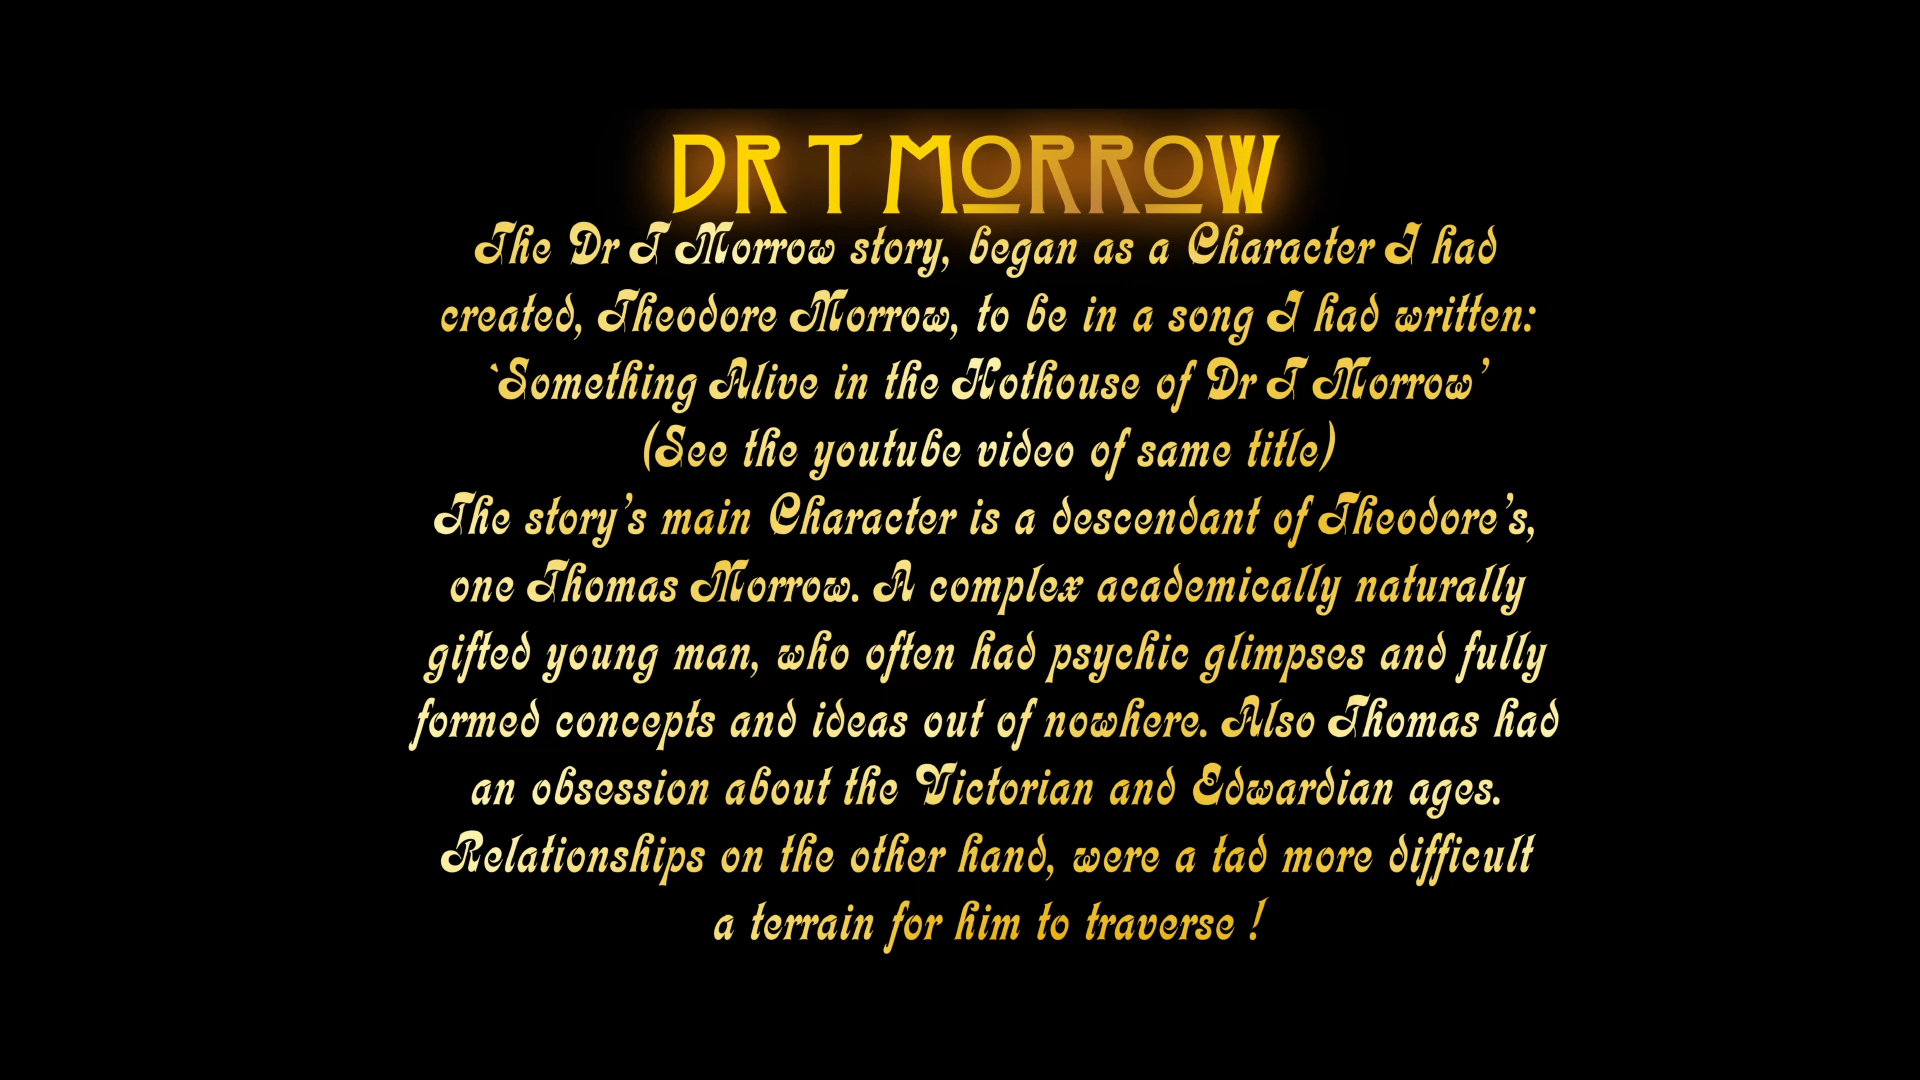 DR T MORROW
The Dr T Morrow story, began as a Character I had
created, Theodore Morrow, to be in a song I had written:
`Something Alive in the Hothouse of Dr T Morrow’
(See the youtube video of same title)
The story’s main Character is a descendant of Theodore’s,
one Thomas Morrow. A complex academically naturally
gifted young man, who often had psychic glimpses and fully
formed concepts and ideas out of nowhere. Also Thomas had
an obsession about the Victorian and Edwardian ages.
Relationships on the other hand, were a tad more difficult
a terrain for him to traverse !